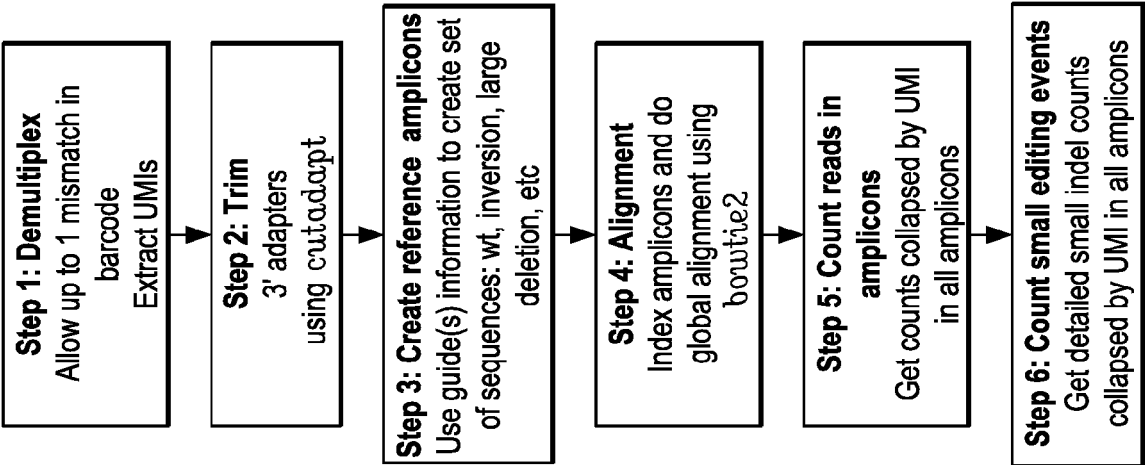 Step 1: Demultiplex
Allow up to 1 mismatch in
barcode
Extract UMIs
Step 2: Trim
3' adapters
using cutadapt
Step 3: Create reference amplicons
Use guide(s) information to create set
of sequences: wt, inversion, large
deletion, etc
Step 4: Alignment
Index amplicons and do
global alignment using
bowtie2
Step 5: Count reads in
amplicons
Get counts collapsed by UMI
in all amplicons
Step 6: Count small editing events
Get detailed small indel counts
collapsed by UMI in all amplicons